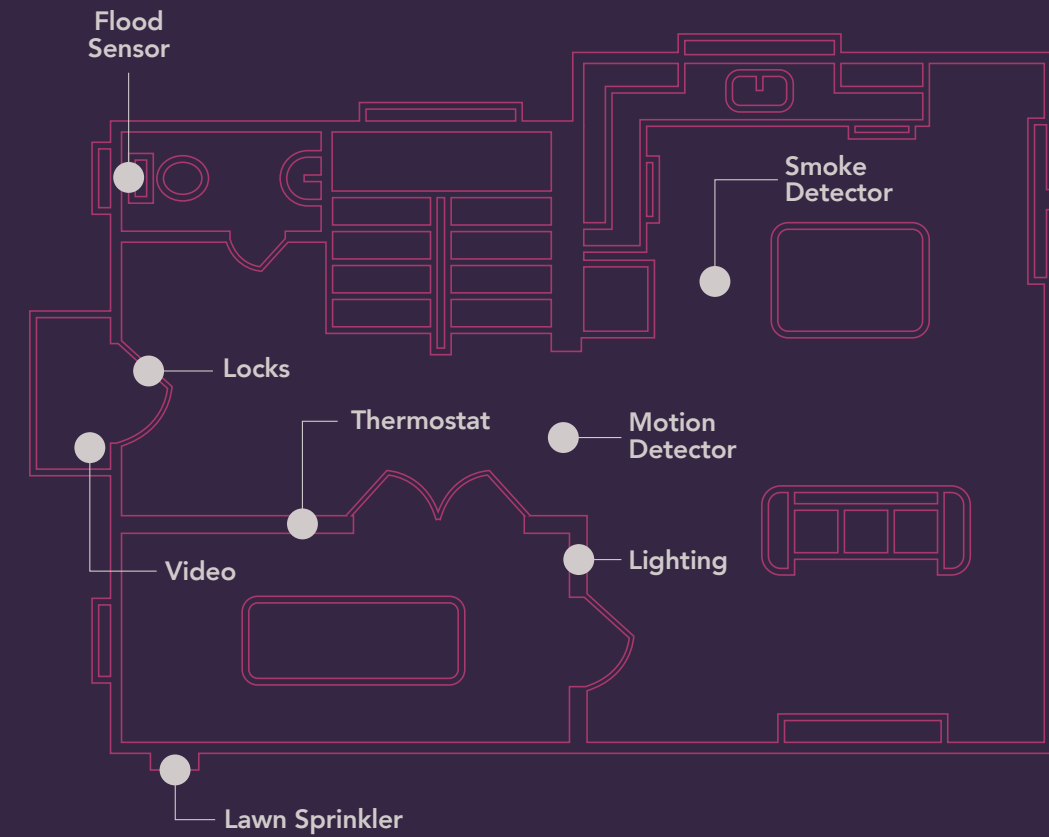 Flood
Sensor
Smoke
Detector
Locks
Thermostat
Motion
Detector
Lighting
Video
Lawn Sprinkler